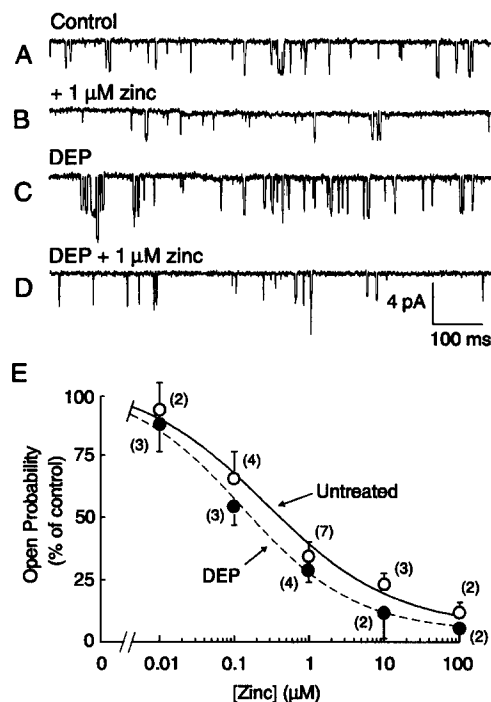 Control
A
+ 1 µM zinc
B
DEP
C
DEP + 1 µM zinc
D
4 pA
100 ms
E
Open Probability
(% of control)
100
75
50
25
0
(2)
(3)
(4)
(3)
Untreated
(7)
DEP
(4)
(3)
(2)
(2)
(2)
0
0.01
0.1
1
10
100
[Zinc] (µM)